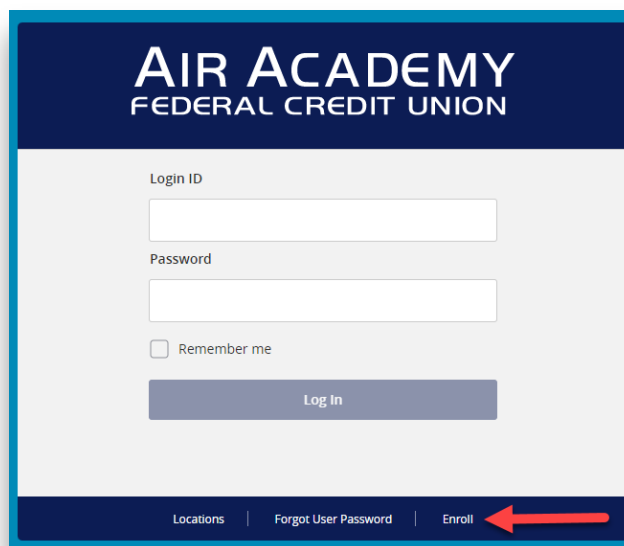 AIR ACADEMY
FEDERAL CREDIT UNION
Login ID
Password
Remember me
Log In
Locations | Forgot User Password | Enroll